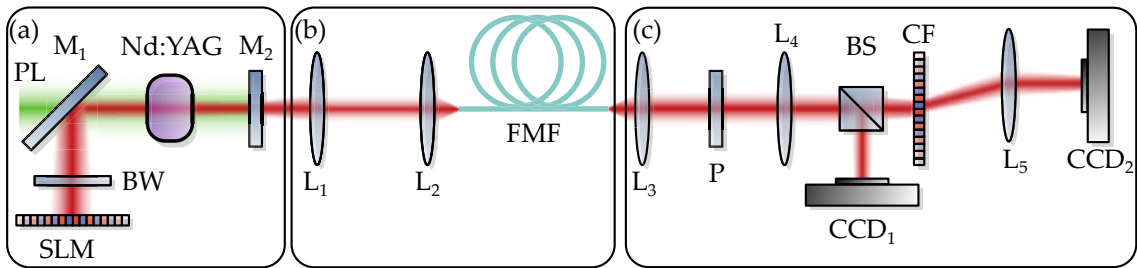 (a)
M₁
Nd:YAG
M₂
PL
BW
SLM
(b)
L₁
L₂
FMF
(c)
L₃
P
L₄
BS
CF
CCD₁
L₅
CCD₂